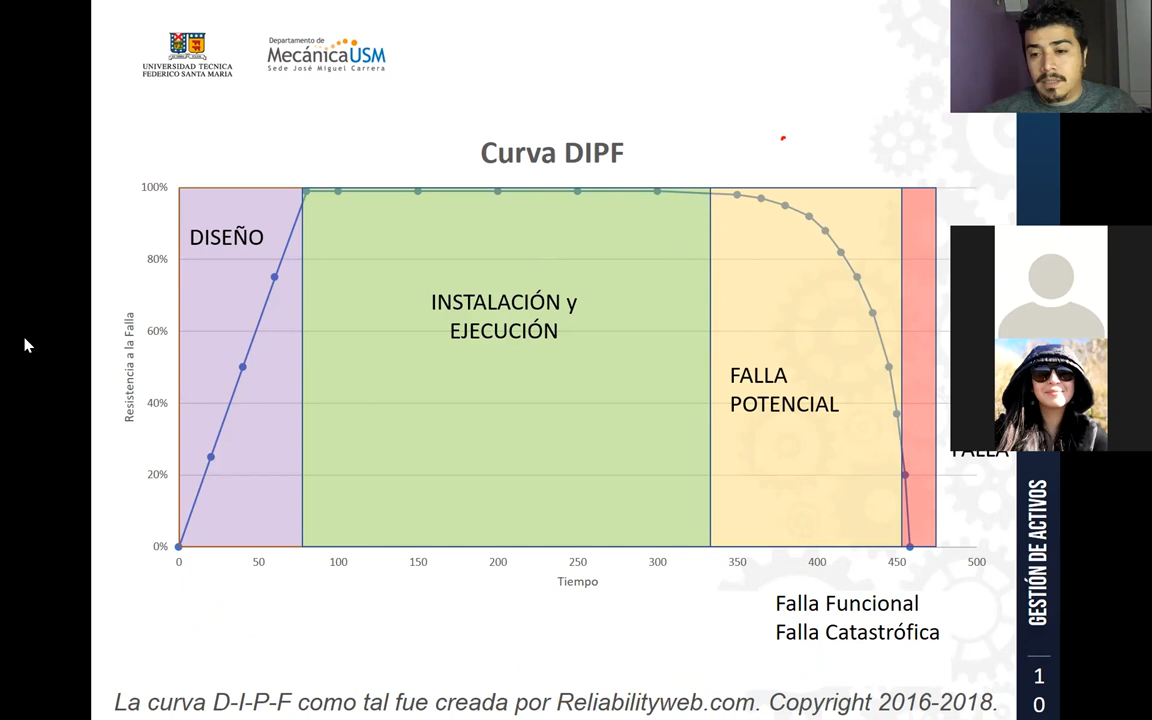 UNIVERSIDAD TECNICA
FEDERICO SANTA MARIA
Departamento de
MecánicaUSM
Sede José Miguel Carrera
Curva DIPF
100%
80%
60%
40%
20%
0%
Resistencia a la Falla
DISEÑO
INSTALACIÓN y
EJECUCIÓN
FALLA
POTENCIAL
FALLA
0 50 100 150 200 250 300 350 400 450 500
Tiempo
Falla Funcional
Falla Catastrófica
GESTIÓN DE ACTIVOS
1
0
La curva D-I-P-F como tal fue creada por Reliabilityweb.com. Copyright 2016-2018.